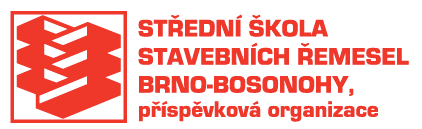 STŘEDNÍ ŠKOLA
STAVEBNÍCH ŘEMESEL
BRNO-BOSONOHY,
příspěvková organizace